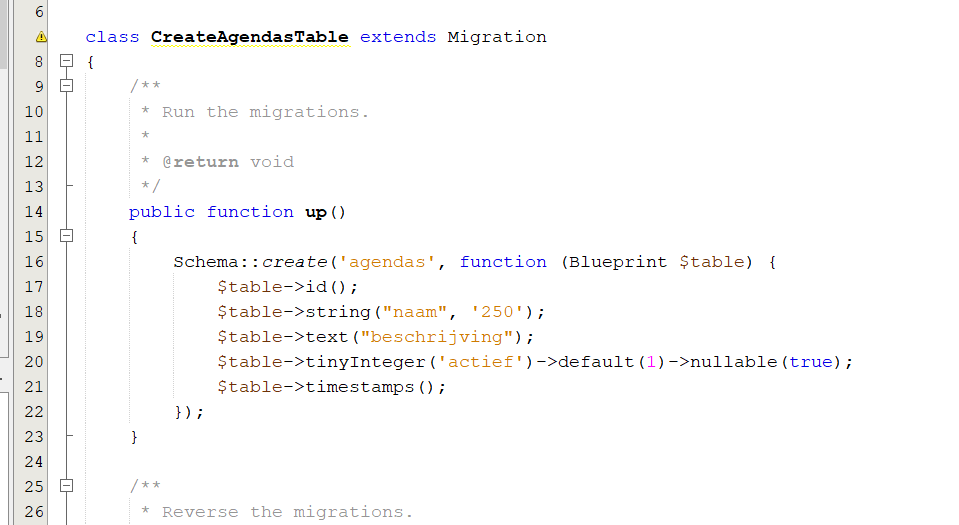 6
class CreateAgendasTable extends Migration
8 {
9 /**
10 * Run the migrations.
11 *
12 * @return void
13 */
14 public function up()
15 {
16 Schema::create('agendas', function (Blueprint $table) {
17 $table->id();
18 $table->string("naam", '250');
19 $table->text("beschrijving");
20 $table->tinyInteger('actief')->default(1)->nullable(true);
21 $table->timestamps();
22 });
23 }
24
25 /**
26 * Reverse the migrations.